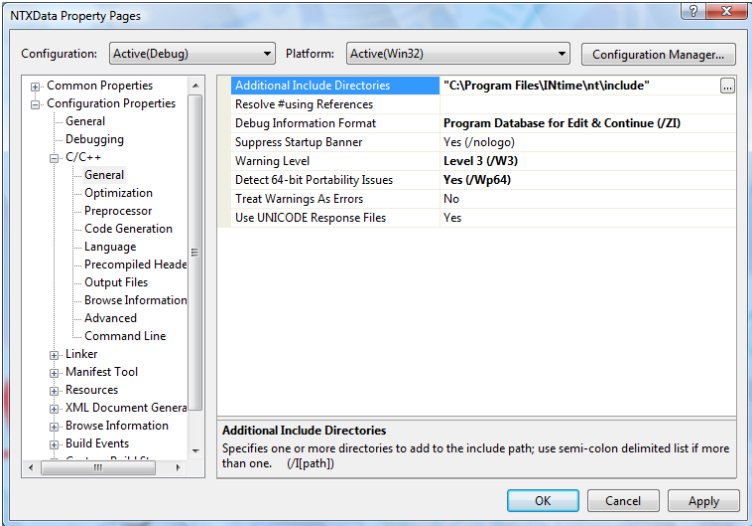 NTXData Property Pages
Configuration: Active(Debug) Platform: Active(Win32) Configuration Manager...
Common Properties
Configuration Properties
General
Debugging
C/C++
General
Optimization
Preprocessor
Code Generation
Language
Precompiled Heade
Output Files
Browse Information
Advanced
Command Line
Linker
Manifest Tool
Resources
XML Document Genera
Browse Information
Build Events
Additional Include Directories "C:\Program Files\INtime\nt\include" ...
Resolve #using References
Debug Information Format Program Database for Edit & Continue (/ZI)
Suppress Startup Banner Yes (/nologo)
Warning Level Level 3 (/W3)
Detect 64-bit Portability Issues Yes (/Wp64)
Treat Warnings As Errors No
Use UNICODE Response Files Yes
Additional Include Directories
Specifies one or more directories to add to the include path; use semi-colon delimited list if more
than one. (/I[path])
OK Cancel Apply